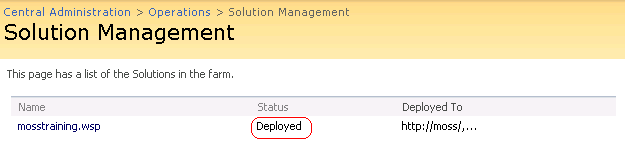 Central Administration > Operations > Solution Management
Solution Management
This page has a list of the Solutions in the farm.
Name Status Deployed To
mosstraining.wsp Deployed http://moss/,...